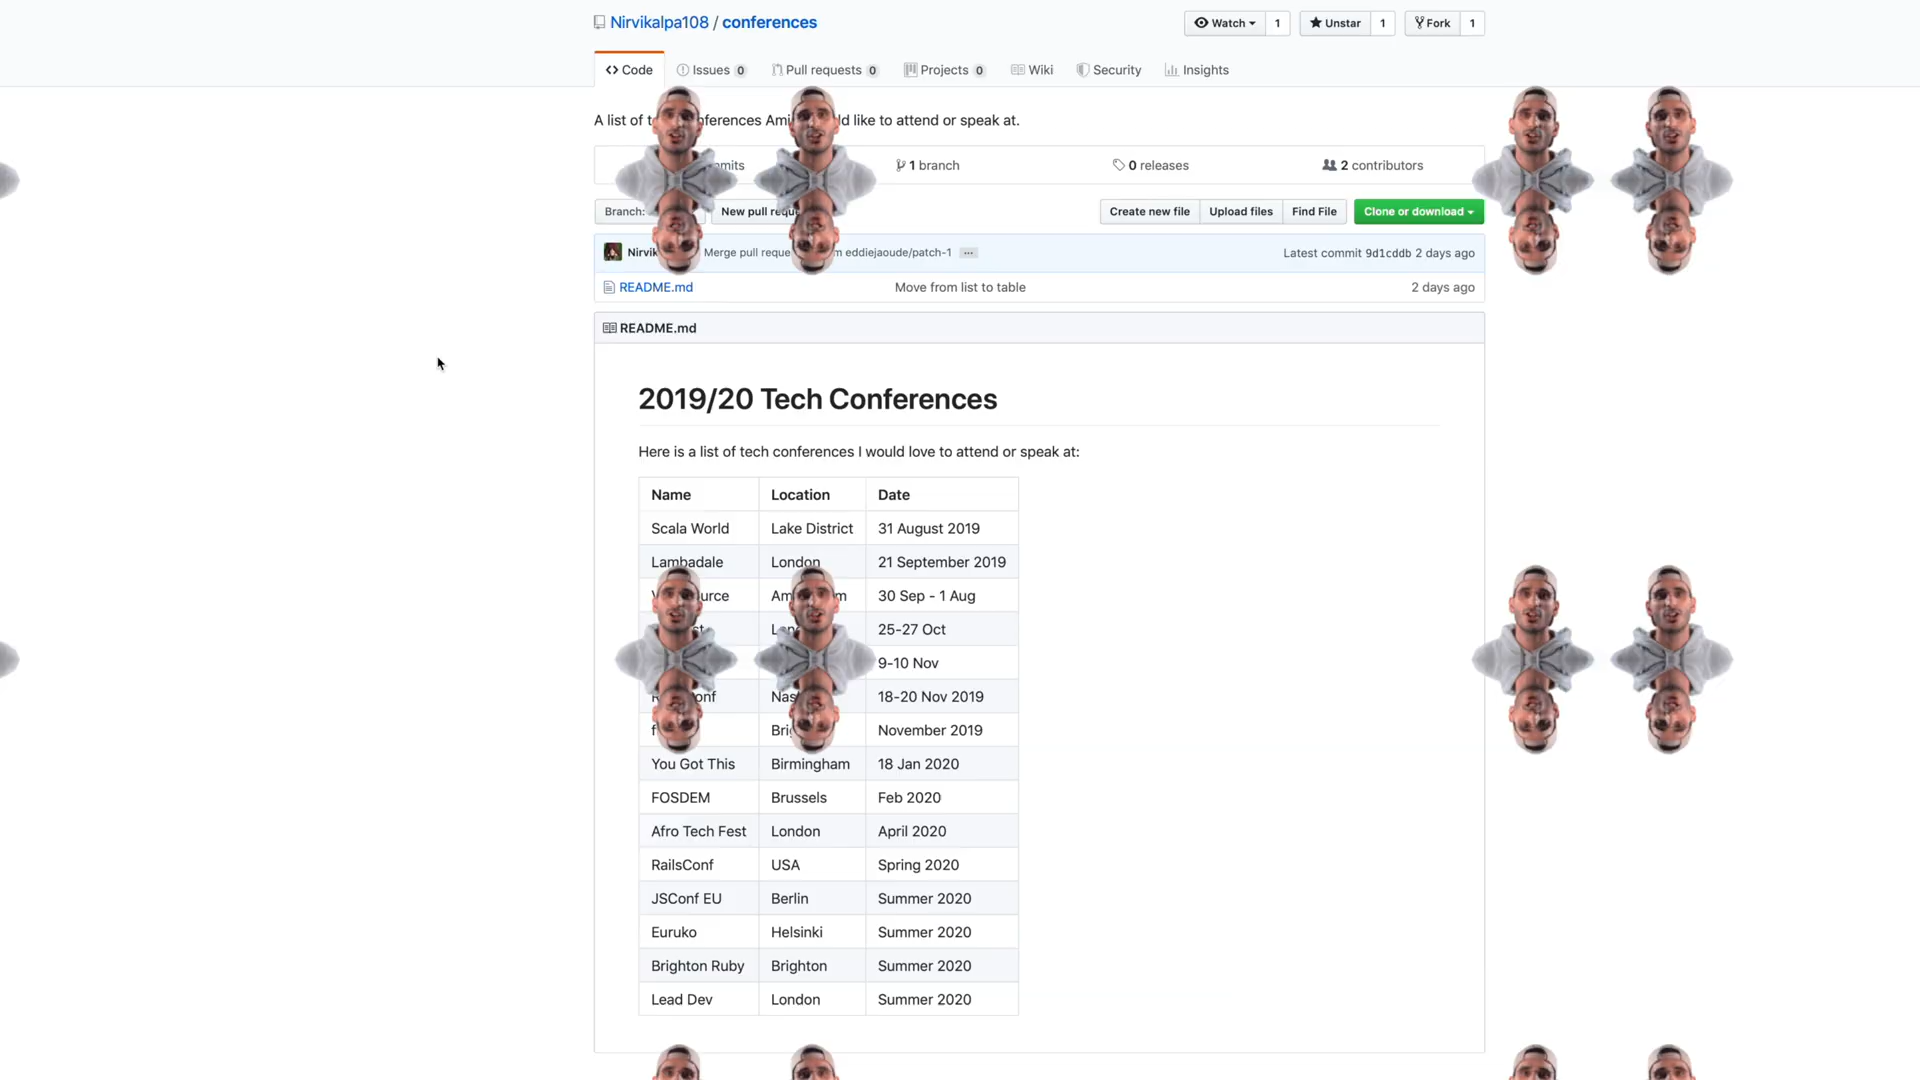 Nirvikalpa108 / conferences
Watch 1 Unstar 1 Fork 1
Code Issues 0 Pull requests 0 Projects 0 Wiki Security Insights
A list of like to attend or speak at.
1 branch 0 releases 2 contributors
Branch: New pull Create new file Upload files Find File Clone or download
Merge pull eddiejaoude/patch-1 ... Latest commit 9d1cddb 2 days ago
README.md Move from list to table 2 days ago
README.md
2019/20 Tech Conferences
Here is a list of tech conferences I would love to attend or speak at:
Name Location Date
Scala World Lake District 31 August 2019
Lambadale London 21 September 2019
30 Sep - 1 Aug
25-27 Oct
9-10 Nov
18-20 Nov 2019
November 2019
You Got This Birmingham 18 Jan 2020
FOSDEM Brussels Feb 2020
Afro Tech Fest London April 2020
RailsConf USA Spring 2020
JSConf EU Berlin Summer 2020
Euruko Helsinki Summer 2020
Brighton Ruby Brighton Summer 2020
Lead Dev London Summer 2020